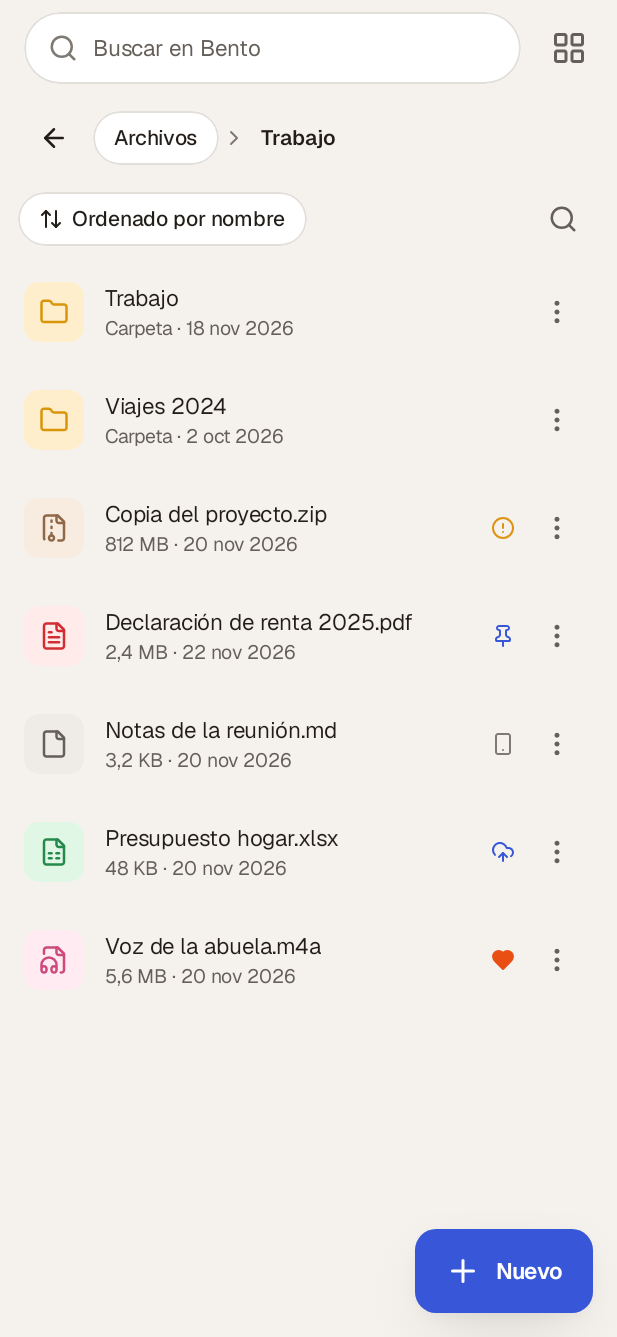 Buscar en Bento
Archivos
Trabajo
Ordenado por nombre
Trabajo
Carpeta · 18 nov 2026
Viajes 2024
Carpeta · 2 oct 2026
Copia del proyecto.zip
812 MB · 20 nov 2026
Declaración de renta 2025.pdf
2,4 MB · 22 nov 2026
Notas de la reunión.md
3,2 KB · 20 nov 2026
Presupuesto hogar.xlsx
48 KB · 20 nov 2026
Voz de la abuela.m4a
5,6 MB · 20 nov 2026
Nuevo